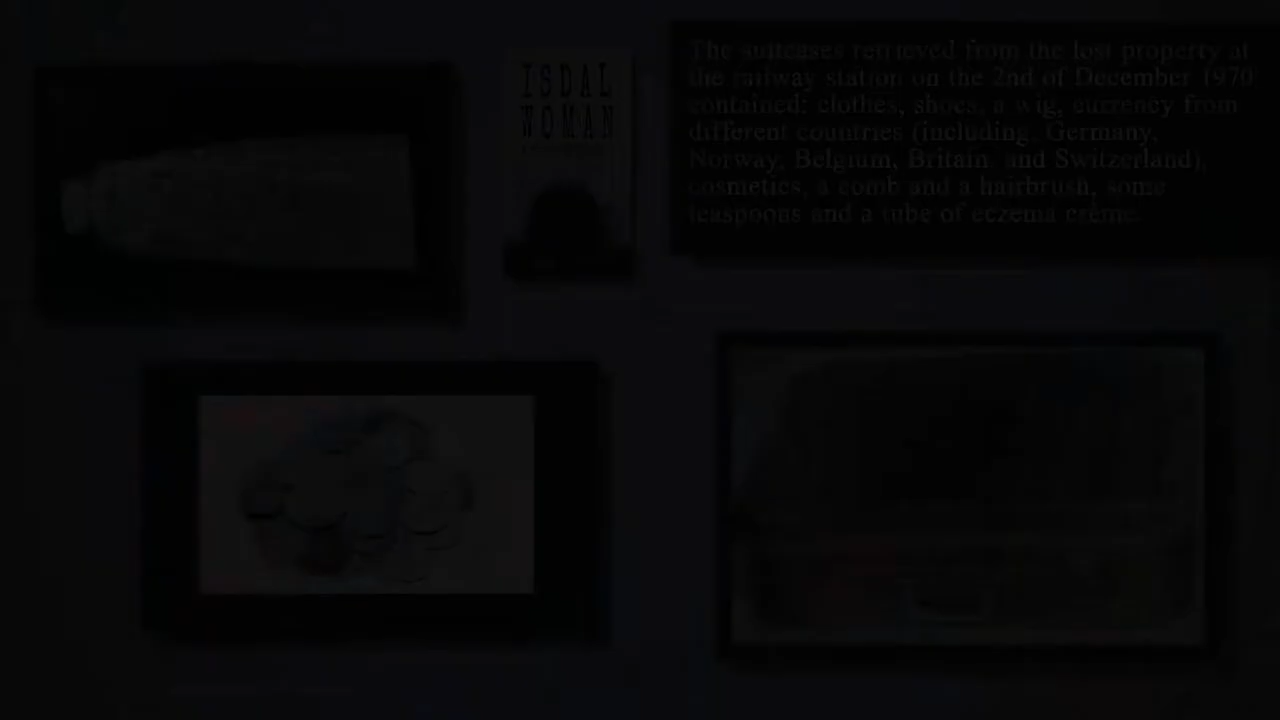 ISDAL
WOMAN
The suitcases retrieved from the lost property at
the railway station on the 2nd of December 1970
contained: clothes, shoes, a wig, currency from
different countries (including, Germany,
Norway, Belgium, Britain, and Switzerland),
cosmetics, a comb and a hairbrush, some
teaspoons and a tube of eczema crème.